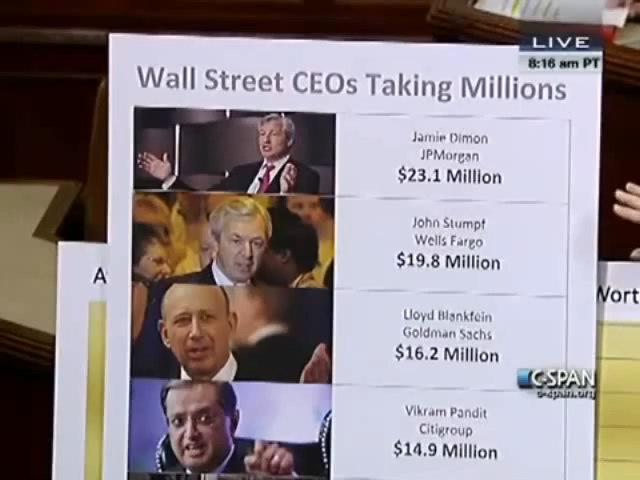 LIVE
8:16 am PT
Wall Street CEOs Taking Millions
Jamie Dimon
JPMorgan
$23.1 Million
John Stumpf
Wells Fargo
$19.8 Million
Lloyd Blankfein
Goldman Sachs
$16.2 Million
Vikram Pandit
Citigroup
$14.9 Million
A
Wort
C-SPAN
c-span.org